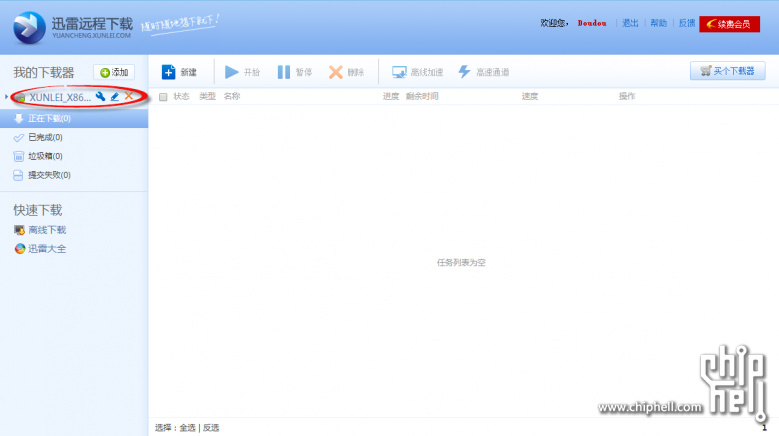 迅雷远程下载
YUANCHENG.XUNLEI.COM
随时随地想下就下!
欢迎您， Doudou | 退出 | 帮助 | 反馈 续费会员
我的下载器 添加
新建 开始 暂停 删除 离线加速 高速通道 买个下载器
XUNLEI_X86...
状态 类型 名称 进度 剩余时间 速度 操作
正在下载(0)
已完成(0)
垃圾箱(0)
提交失败(0)
快速下载
离线下载
迅雷大全
任务列表为空
chip hell
www.chiphell.com
选择：全选 | 反选
1